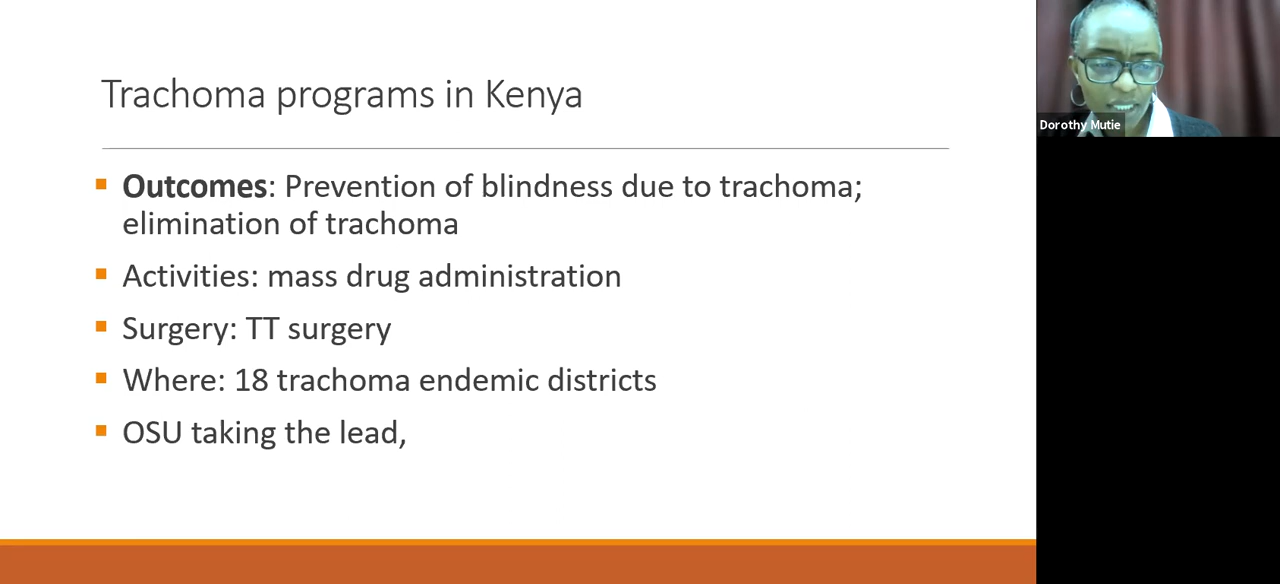 Trachoma programs in Kenya
Outcomes: Prevention of blindness due to trachoma;
elimination of trachoma
Activities: mass drug administration
Surgery: TT surgery
Where: 18 trachoma endemic districts
OSU taking the lead,
Dorothy Mutie